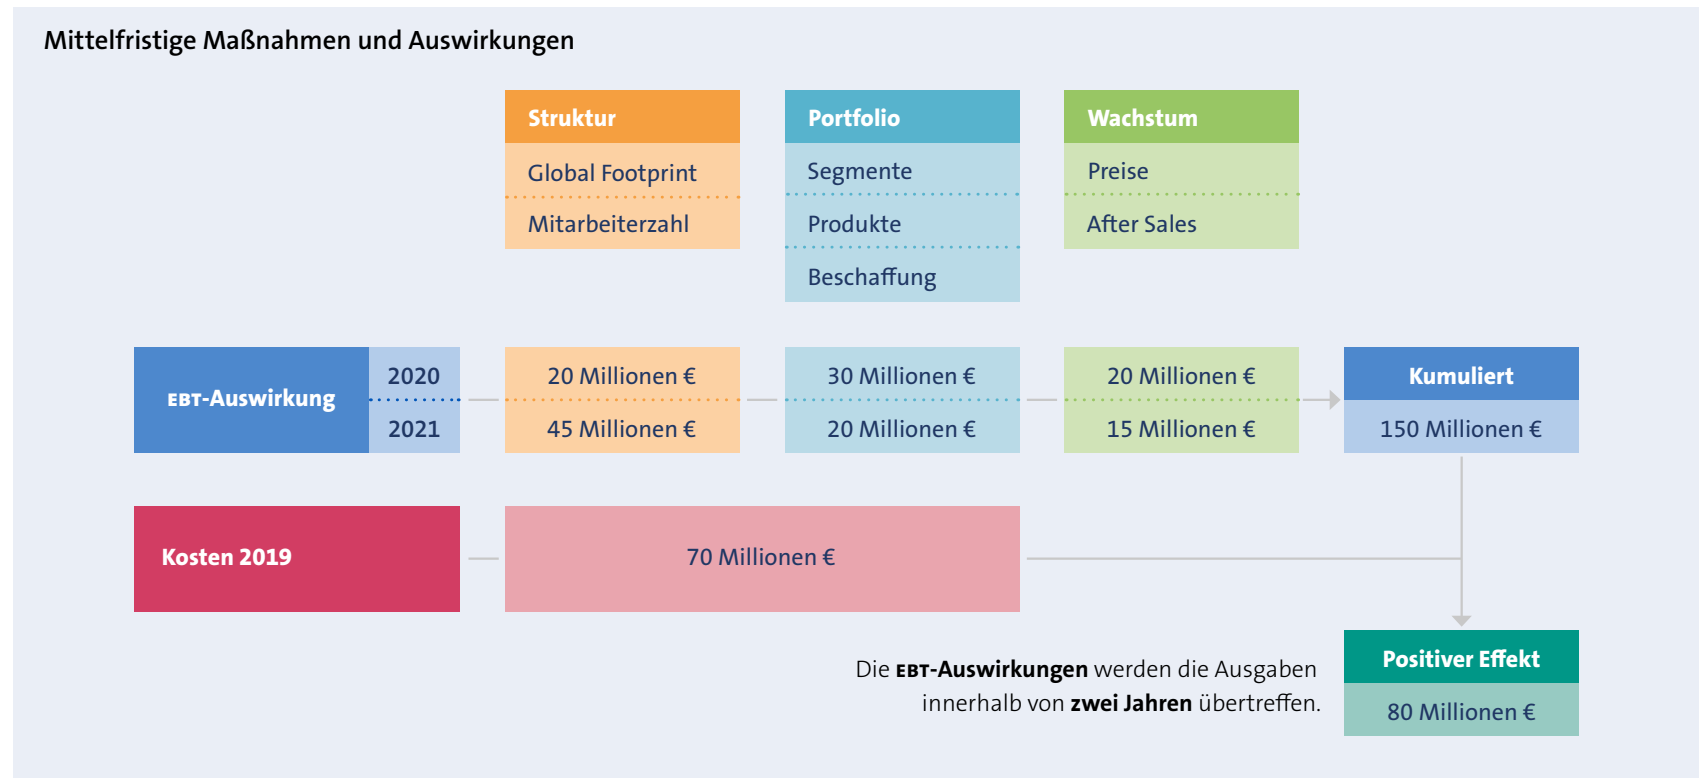 Mittelfristige Maßnahmen und Auswirkungen
Struktur
Global Footprint
Mitarbeiterzahl
Portfolio
Segmente
Produkte
Beschaffung
Wachstum
Preise
After Sales
EBT-Auswirkung
2020
2021
20 Millionen €
45 Millionen €
30 Millionen €
20 Millionen €
20 Millionen €
15 Millionen €
Kumuliert
150 Millionen €
Kosten 2019
70 Millionen €
Die EBT-Auswirkungen werden die Ausgaben
innerhalb von zwei Jahren übertreffen.
Positiver Effekt
80 Millionen €